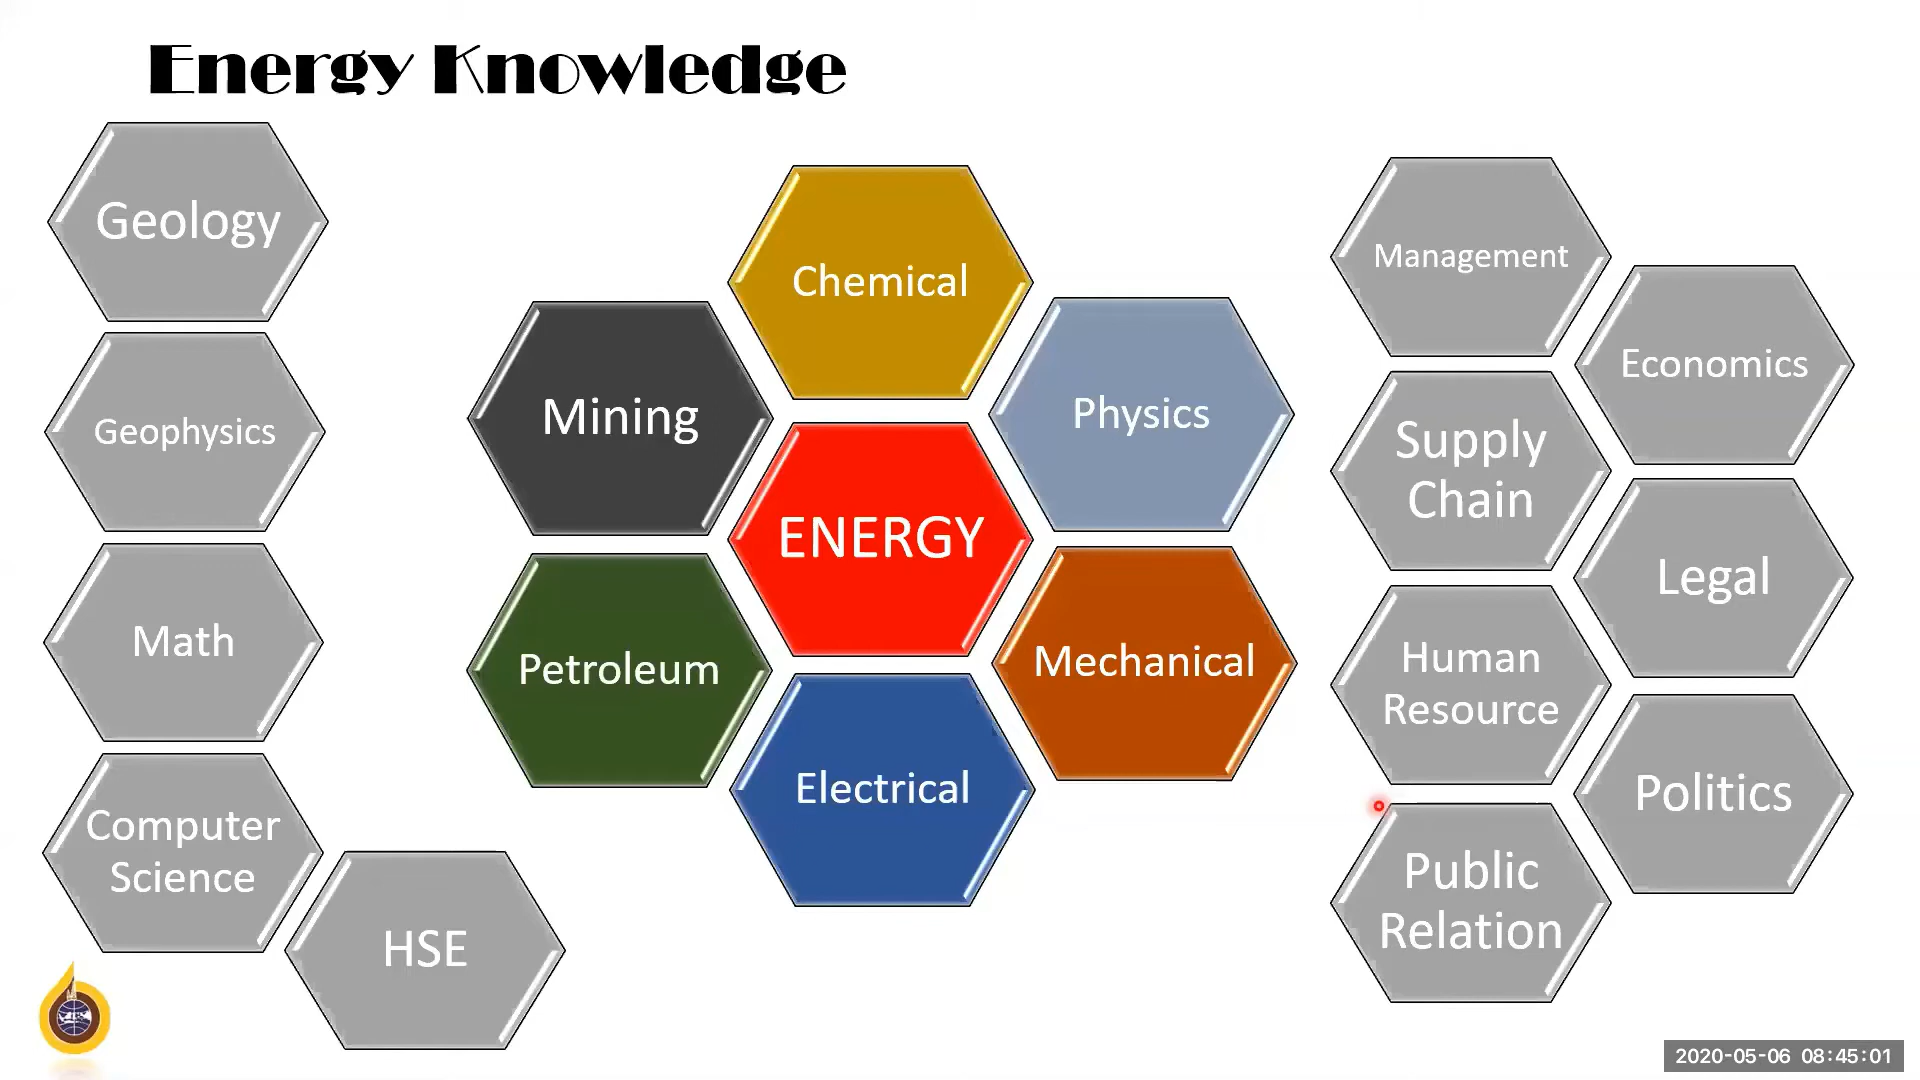 Energy Knowledge
Geology
Geophysics
Math
Computer
Science
HSE
Chemical
Mining
Physics
ENERGY
Petroleum
Mechanical
Electrical
Management
Economics
Supply
Chain
Legal
Human
Resource
Politics
Public
Relation
2020-05-06 08:45:01